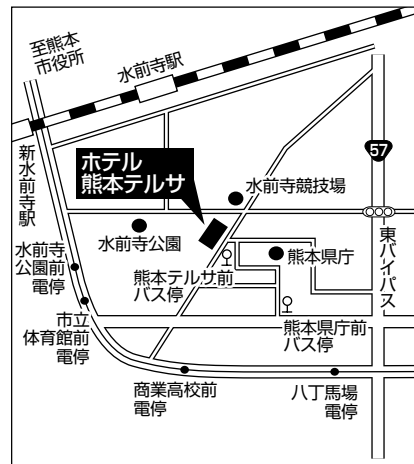 至熊本
市役所
水前寺駅
新水前寺駅
ホテル
熊本テルサ
57
水前寺競技場
水前寺公園
熊本県庁
東バイパス
水前寺
公園前
電停
熊本テルサ前
バス停
市立
体育館前
電停
熊本県庁前
バス停
商業高校前
電停
八丁馬場
電停